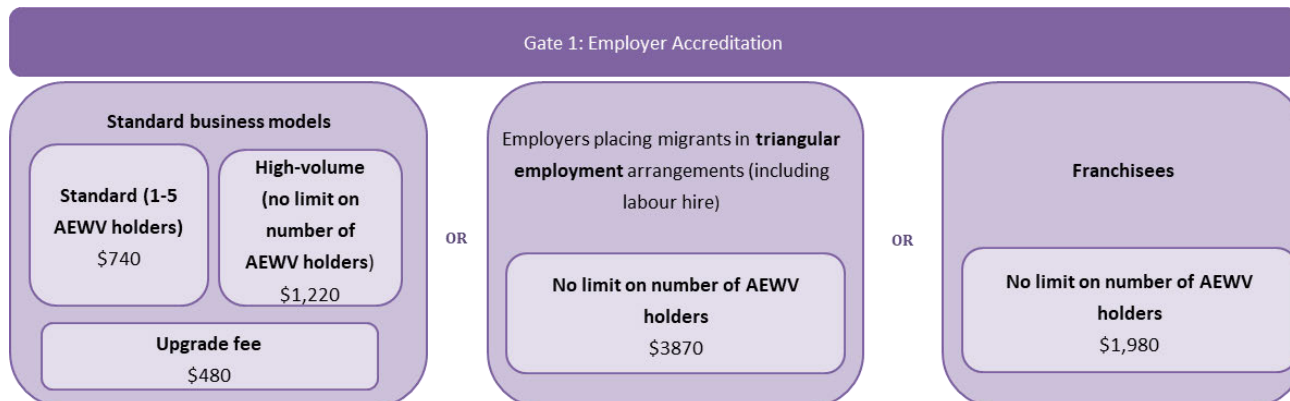 Gate 1: Employer Accreditation
Standard business models
Standard (1-5
AEWV holders)
$740
High-volume
(no limit on
number of
AEWV holders)
$1,220
Upgrade fee
$480
OR
Employers placing migrants in triangular
employment arrangements (including
labour hire)
No limit on number of AEWV
holders
$3870
OR
Franchisees
No limit on number of AEWV
holders
$1,980